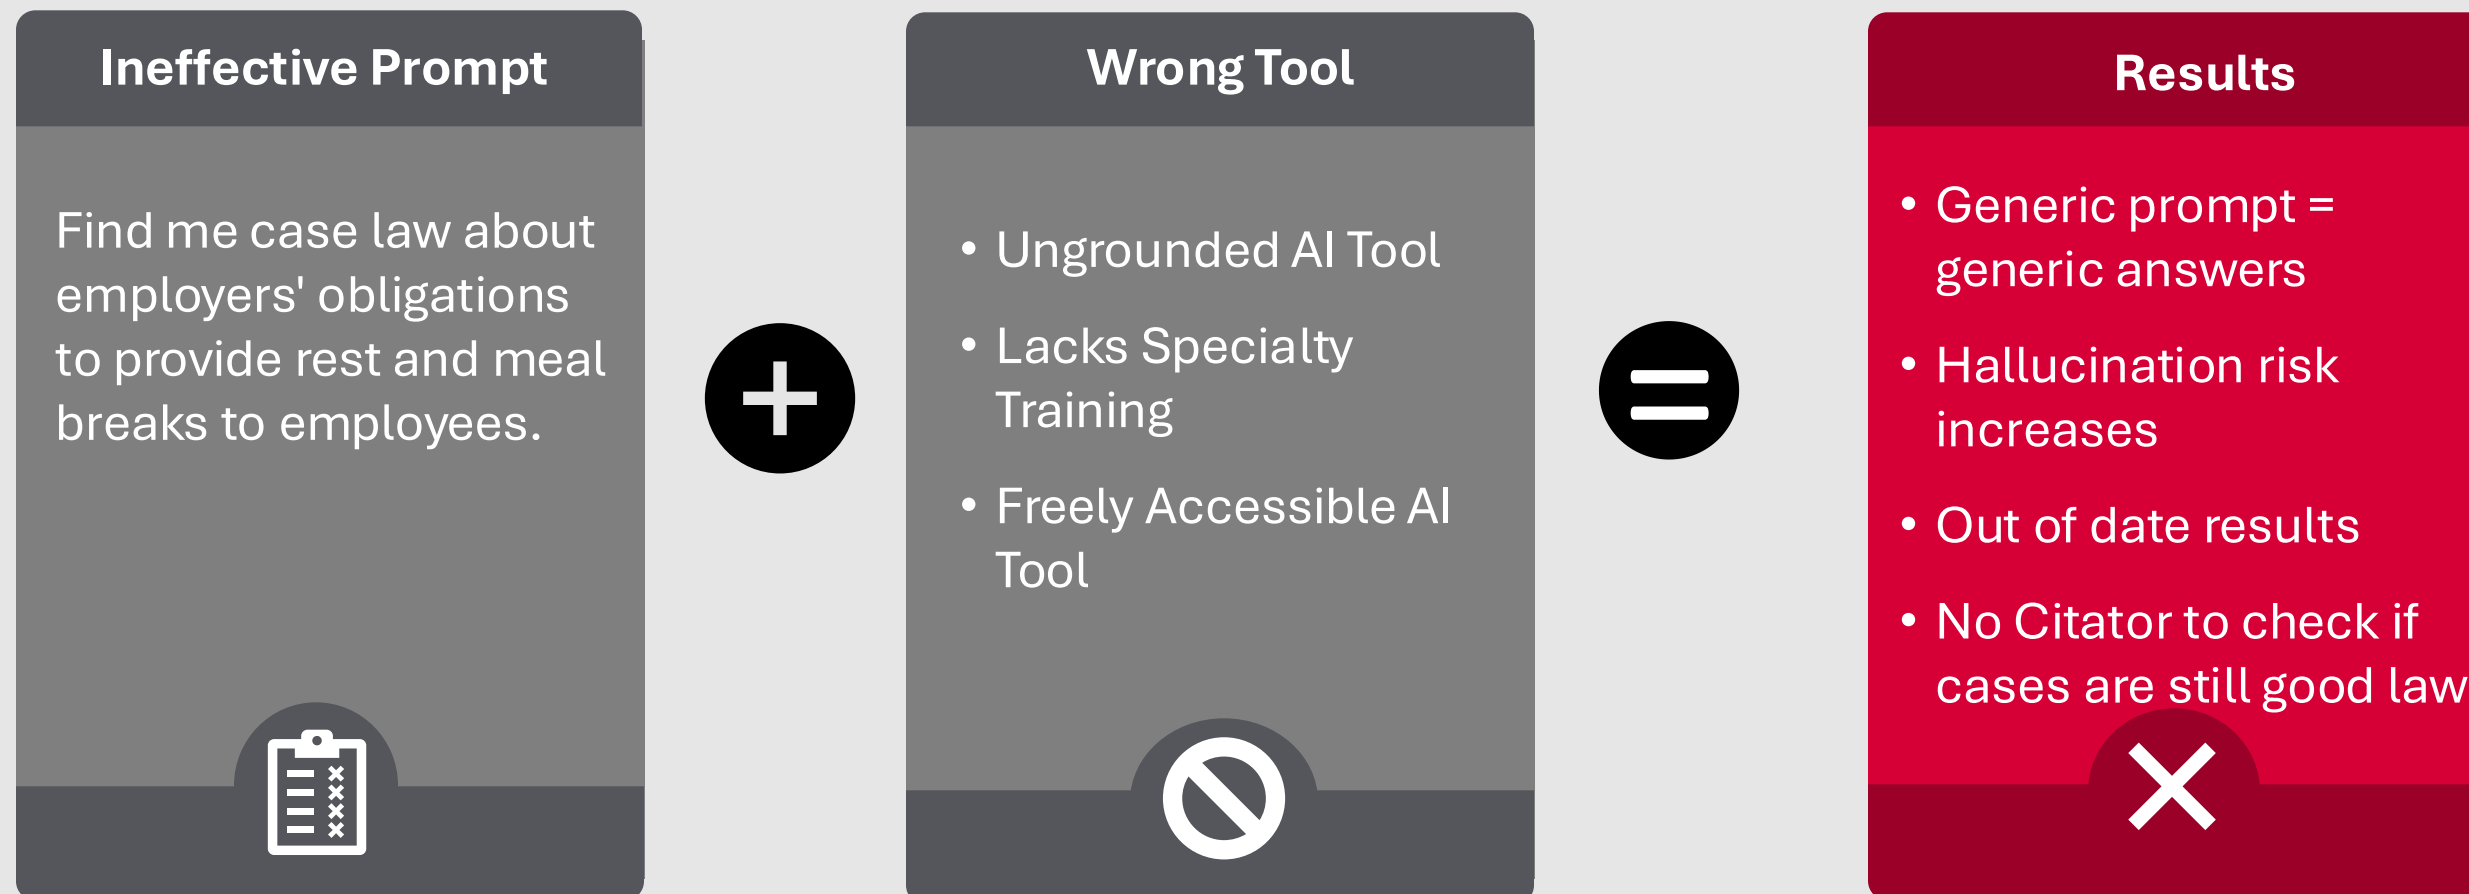 Ineffective Prompt
Find me case law about
employers' obligations
to provide rest and meal
breaks to employees.
Wrong Tool
• Ungrounded AI Tool
• Lacks Specialty
Training
• Freely Accessible AI
Tool
Results
• Generic prompt =
generic answers
• Hallucination risk
increases
• Out of date results
• No Citator to check if
cases are still good law